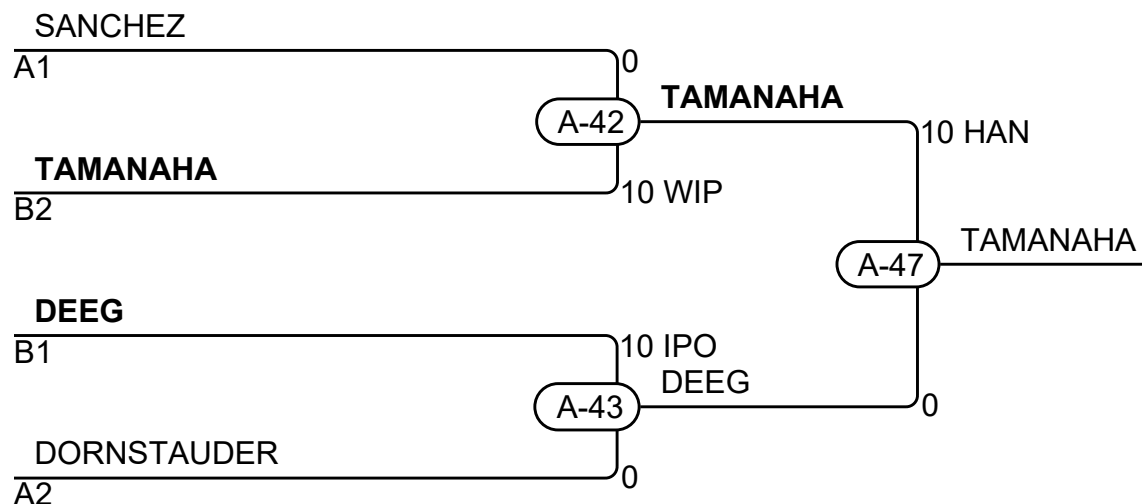 SANCHEZ
A1
0
A-42
TAMANAHA
10 HAN
TAMANAHA
B2
10 WIP
A-47
TAMANAHA
DEEG
B1
10 IPO
DEEG
A-43
0
DORNSTAUDER
A2
0